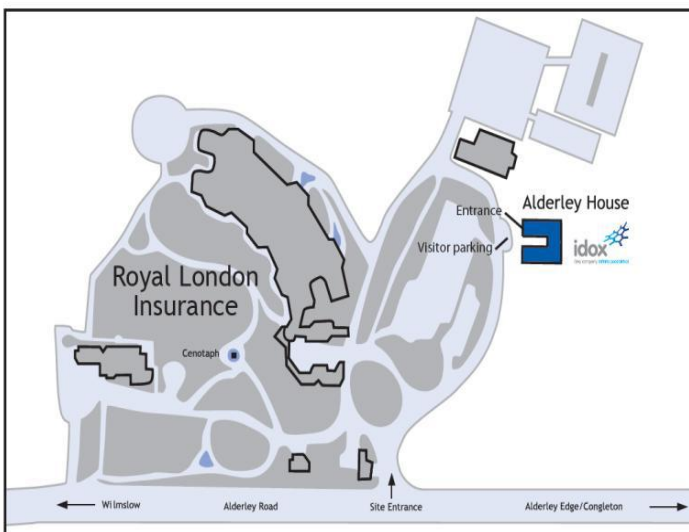 Alderley House
Entrance
Visitor parking
idox
Royal London
Insurance
Cenotaph
Wilmslow
Alderley Road
Site Entrance
Alderley Edge/Congleton